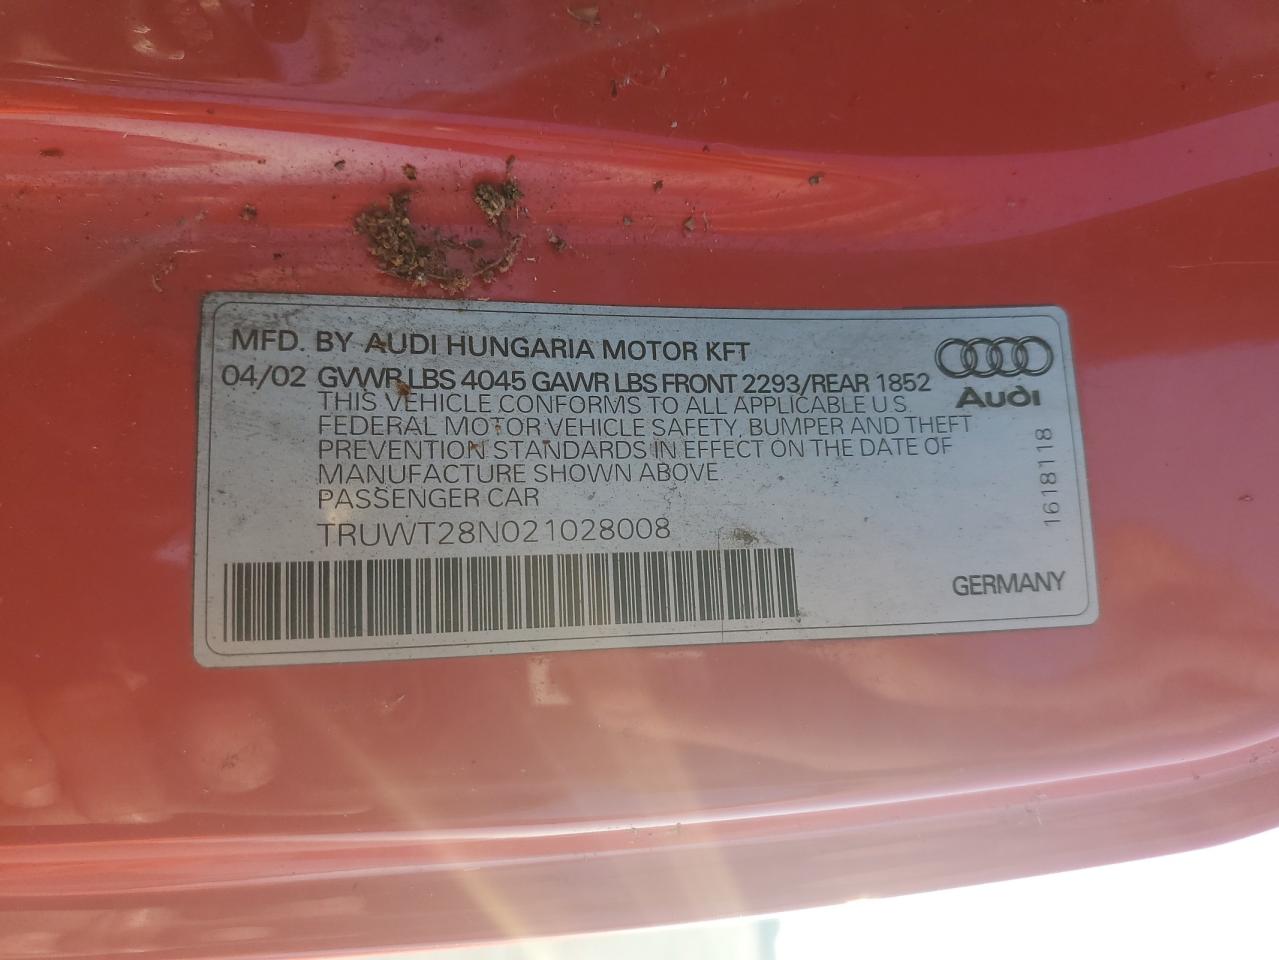 MFD. BY AUDI HUNGARIA MOTOR KFT
04/02 GVWR LBS 4045 GAWR LBS FRONT 2293/REAR 1852
THIS VEHICLE CONFORMS TO ALL APPLICABLE U.S.
FEDERAL MOTOR VEHICLE SAFETY, BUMPER AND THEFT
PREVENTION STANDARDS IN EFFECT ON THE DATE OF
MANUFACTURE SHOWN ABOVE
PASSENGER CAR
TRUWT28N021028008
Audi
1618118
GERMANY